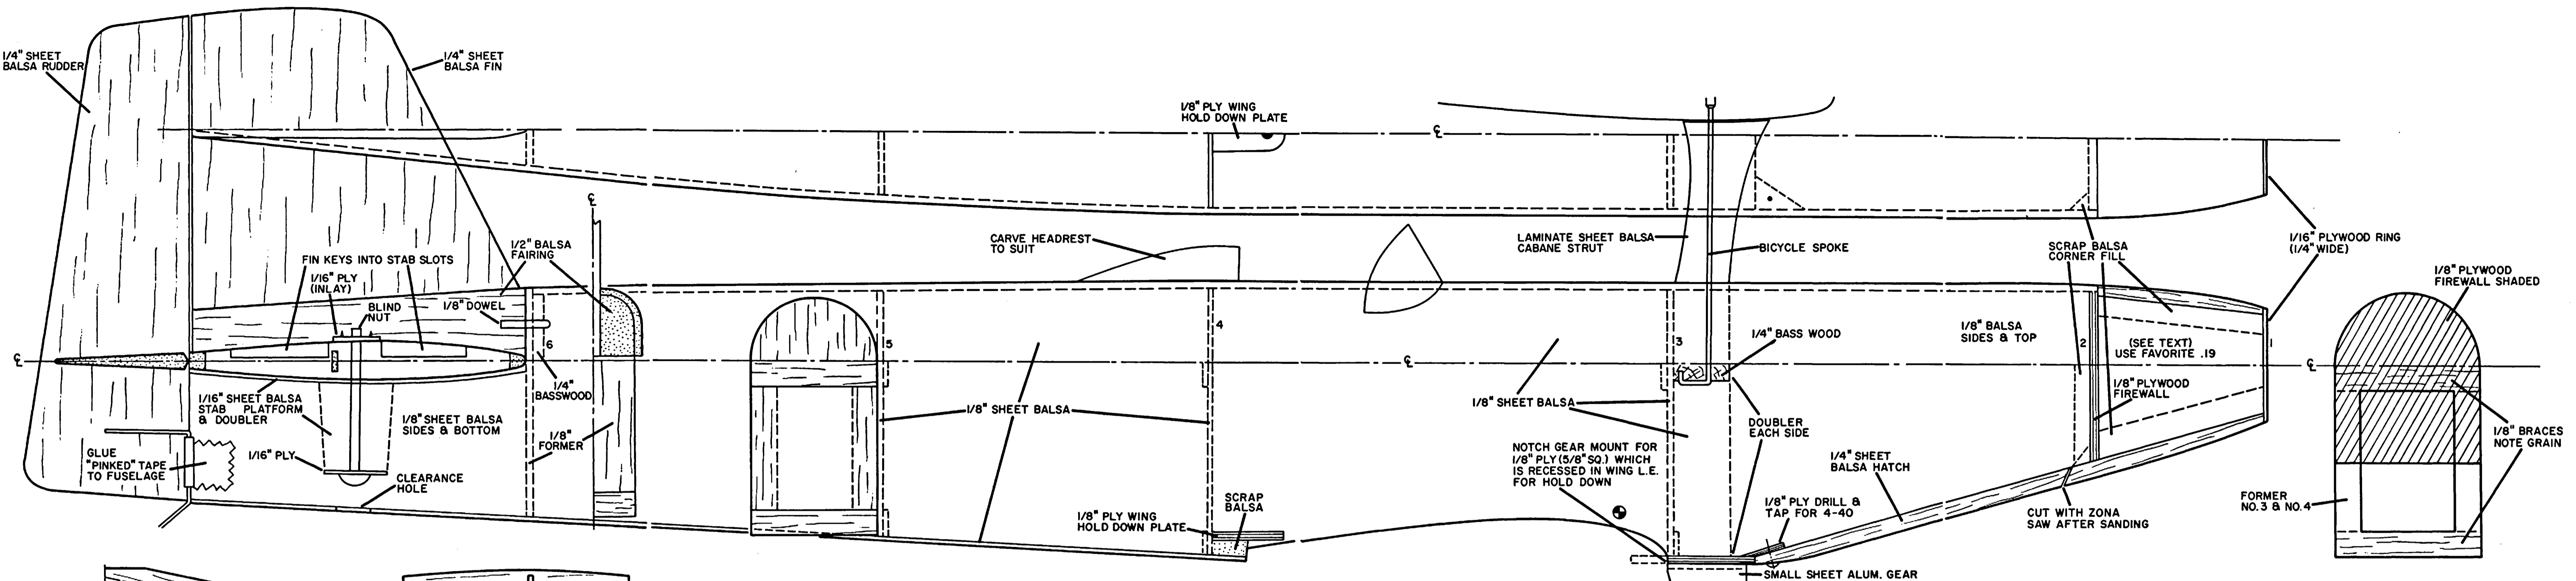 1/4" SHEET
BALSA RUDDER
1/4" SHEET
BALSA FIN
1/8" PLY WING
HOLD DOWN PLATE
℄
℄
FIN KEYS INTO STAB SLOTS
1/16" PLY
(INLAY)
BLIND
NUT
1/2" BALSA
FAIRING
1/8" DOWEL
CARVE HEADREST
TO SUIT
LAMINATE SHEET BALSA
CABANE STRUT
BICYCLE SPOKE
SCRAP BALSA
CORNER FILL
1/16" PLYWOOD RING
(1/4" WIDE)
1/8" PLYWOOD
FIREWALL SHADED
℄
6
5
4
℄
3
1/4" BASS WOOD
1/8" BALSA
SIDES & TOP
2
(SEE TEXT)
USE FAVORITE .19
1
℄
1/4"
BASSWOOD
1/16" SHEET BALSA
STAB PLATFORM
& DOUBLER
1/8" SHEET BALSA
SIDES & BOTTOM
1/8"
FORMER
1/8" SHEET BALSA
1/8" SHEET BALSA
1/8" PLYWOOD
FIREWALL
DOUBLER
EACH SIDE
GLUE
"PINKED" TAPE
TO FUSELAGE
1/16" PLY
CLEARANCE
HOLE
NOTCH GEAR MOUNT FOR
1/8" PLY (5/8" SQ.) WHICH
IS RECESSED IN WING L.E.
FOR HOLD DOWN
1/4" SHEET
BALSA HATCH
1/8" BRACES
NOTE GRAIN
1/8" PLY WING
HOLD DOWN PLATE
SCRAP
BALSA
1/8" PLY DRILL &
TAP FOR 4-40
CUT WITH ZONA
SAW AFTER SANDING
FORMER
NO.3 & NO.4
SMALL SHEET ALUM. GEAR